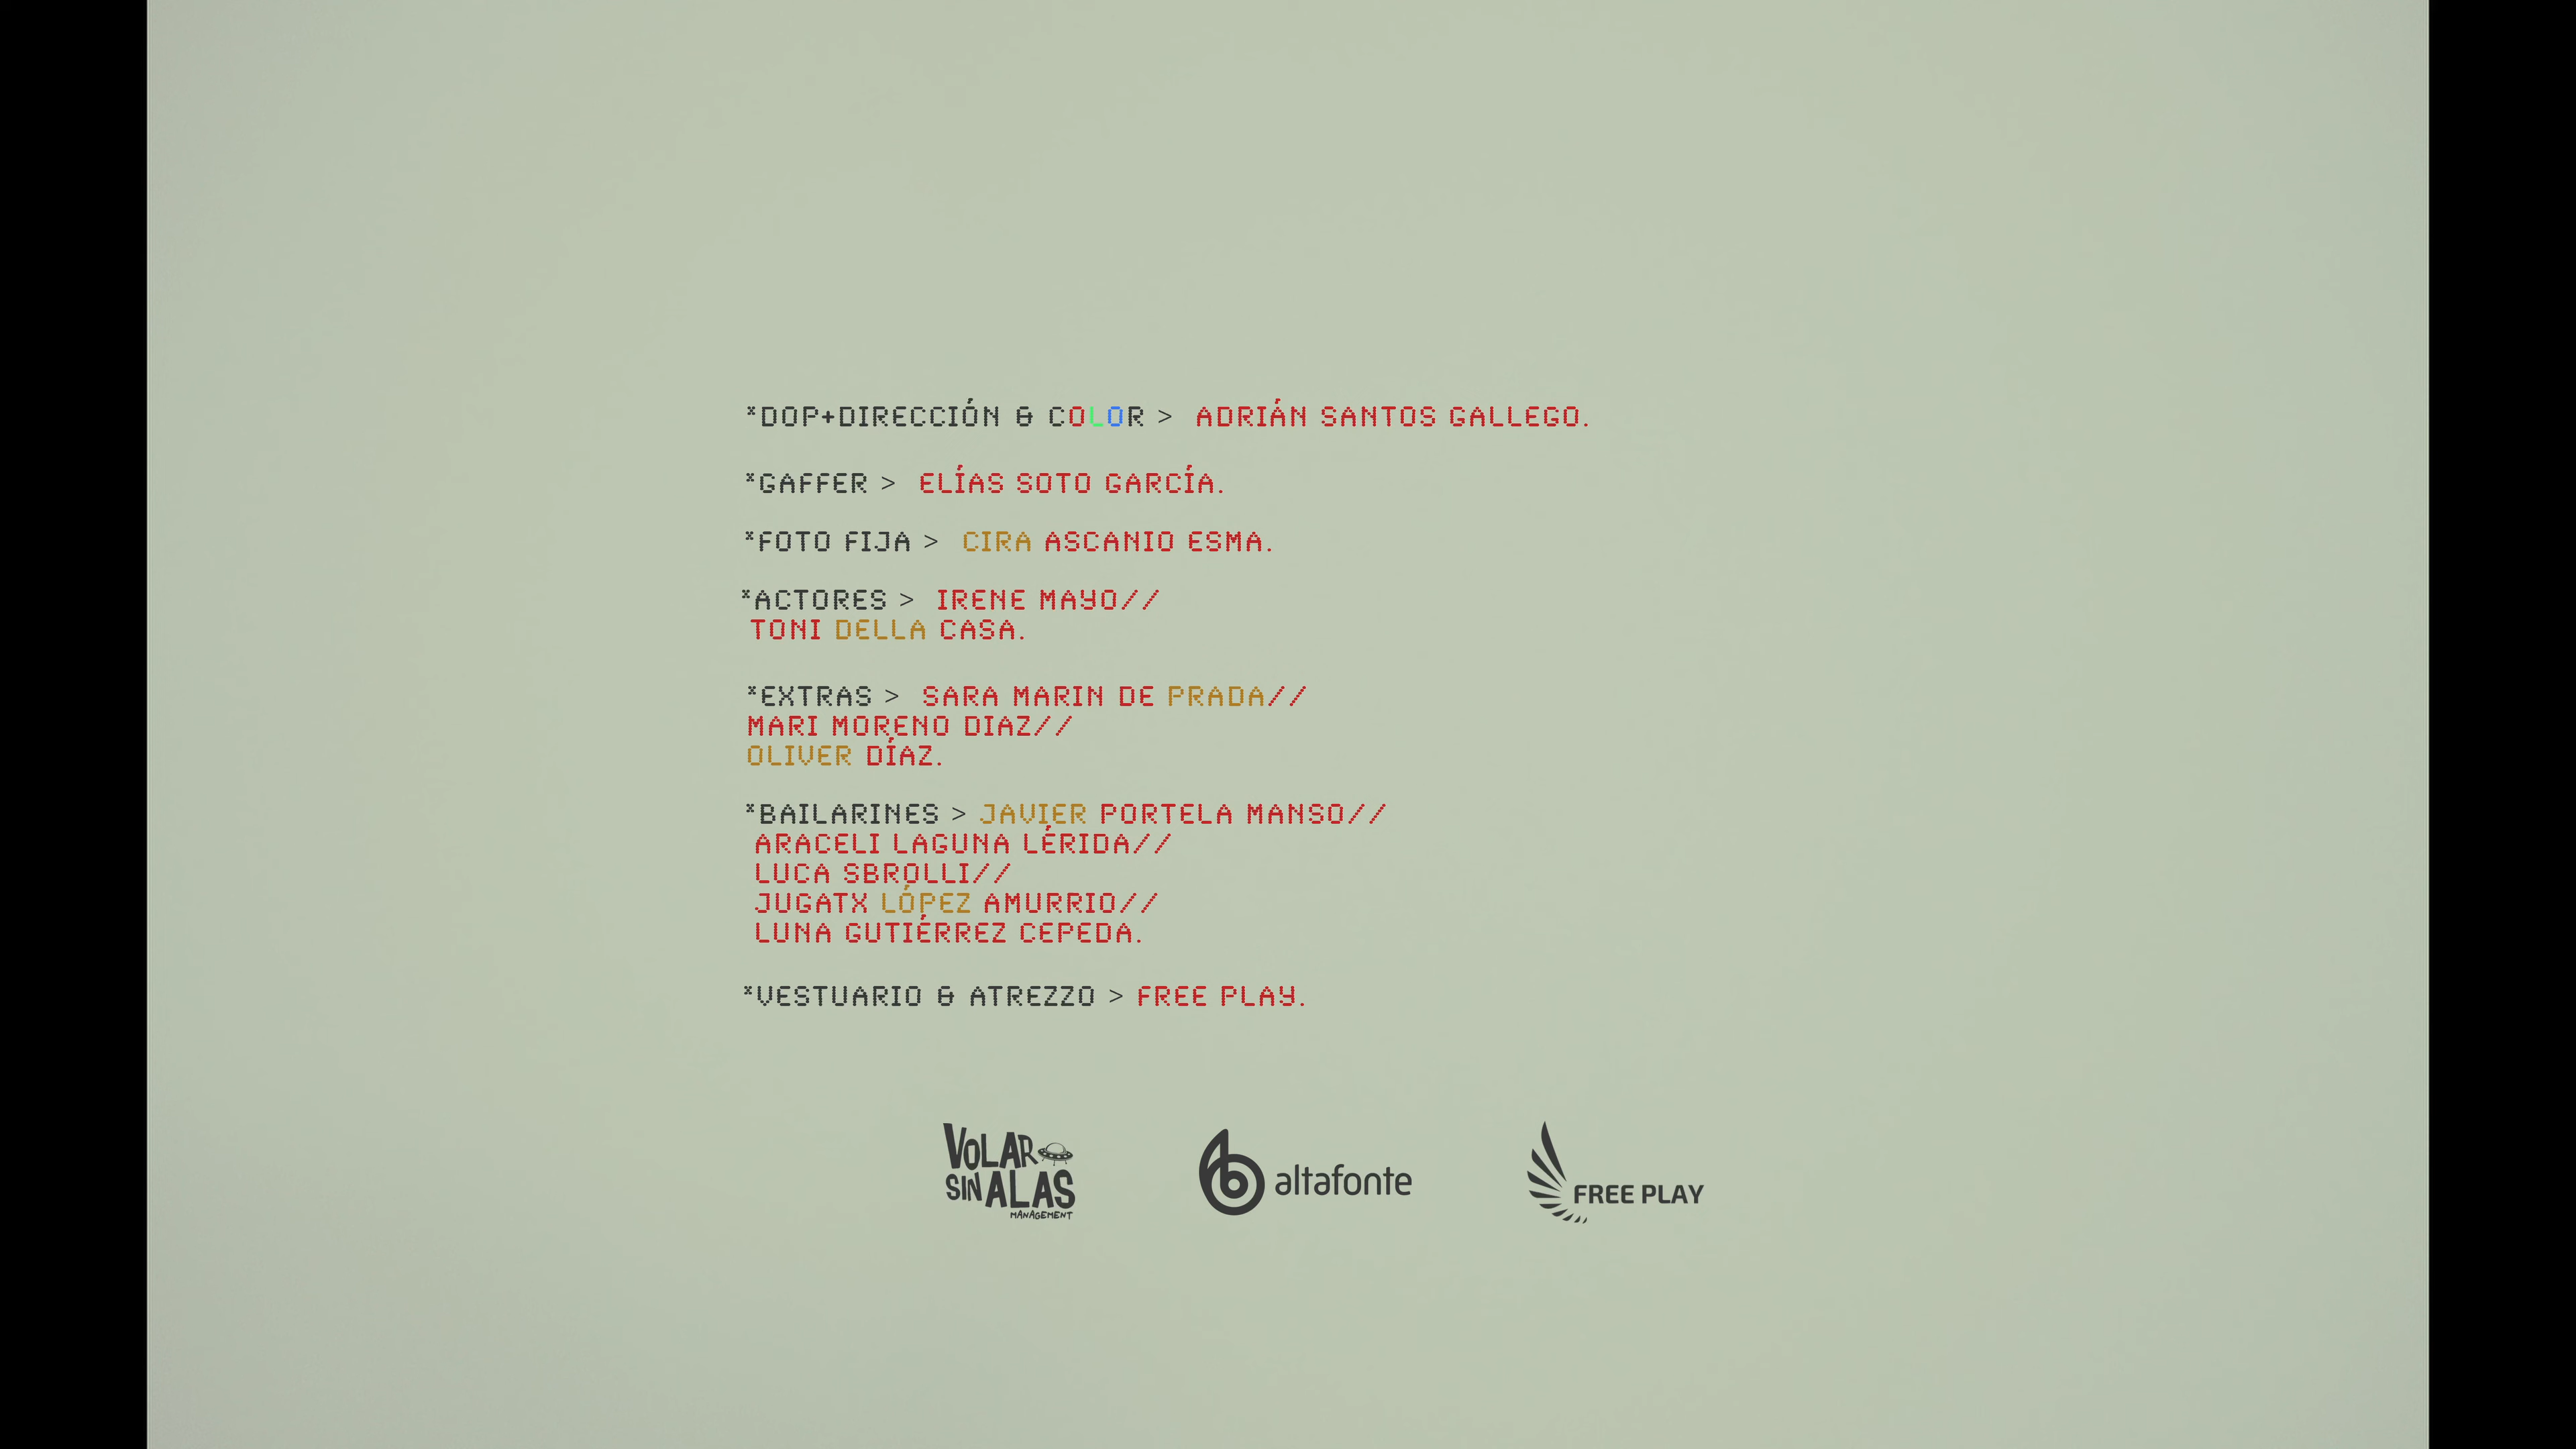 *DOP+DIRECCIÓN & COLOR > ADRIÁN SANTOS GALLEGO.
*GAFFER > ELÍAS SOTO GARCÍA.
*FOTO FIJA > CIRA ASCANIO ESMA.
*ACTORES > IRENE MAYO//
TONI DELLA CASA.
*EXTRAS > SARA MARIN DE PRADA//
MARI MORENO DIAZ//
OLIVER DÍAZ.
*BAILARINES > JAVIER PORTELA MANSO//
ARACELI LAGUNA LÉRIDA//
LUCA SBROLLI//
JUGATX LÓPEZ AMURRIO//
LUNA GUTIÉRREZ CEPEDA.
*VESTUARIO & ATREZZO > FREE PLAY.
VOLAR
SIN ALAS
MANAGEMENT
altafonte
FREE PLAY